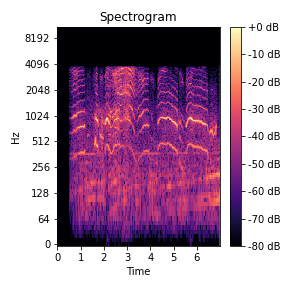 Spectrogram
8192
4096
2048
1024
512
256
128
64
0
Hz
0 1 2 3 4 5 6
Time
+0 dB
-10 dB
-20 dB
-30 dB
-40 dB
-50 dB
-60 dB
-70 dB
-80 dB